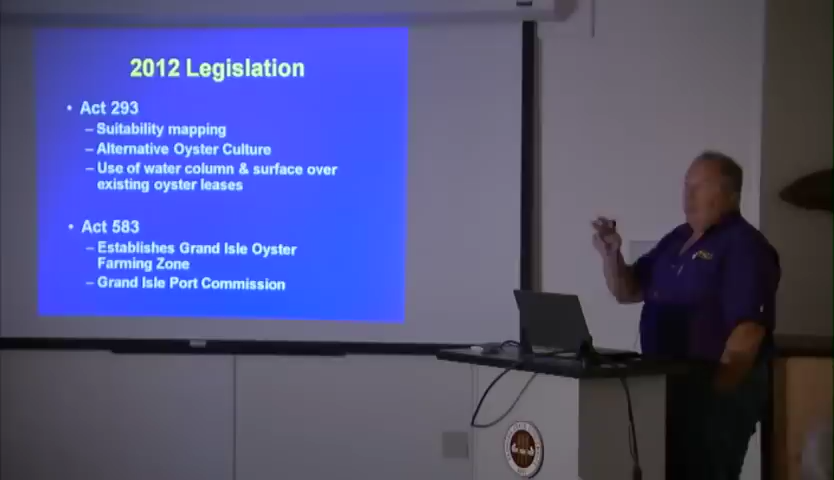 2012 Legislation
• Act 293
– Suitability mapping
– Alternative Oyster Culture
– Use of water column & surface over
existing oyster leases
• Act 583
– Establishes Grand Isle Oyster
Farming Zone
– Grand Isle Port Commission